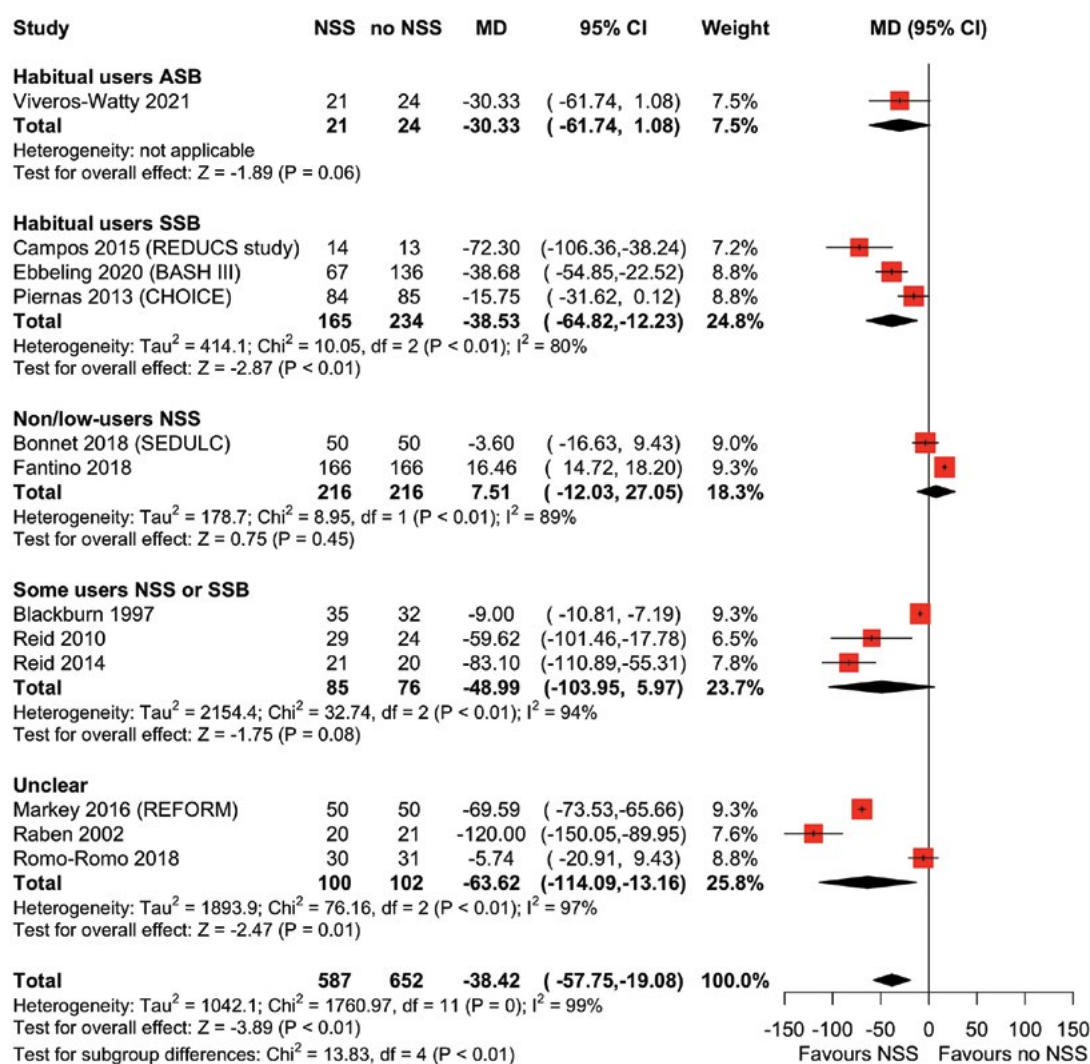 Study NSS no NSS MD 95% CI Weight MD (95% CI)
Habitual users ASB
Viveros-Watty 2021 21 24 -30.33 ( -61.74, 1.08) 7.5%
Total 21 24 -30.33 ( -61.74, 1.08) 7.5%
Heterogeneity: not applicable
Test for overall effect: Z = -1.89 (P = 0.06)
Habitual users SSB
Campos 2015 (REDUCS study) 14 13 -72.30 (-106.36,-38.24) 7.2%
Ebbeling 2020 (BASH III) 67 136 -38.68 ( -54.85,-22.52) 8.8%
Piernas 2013 (CHOICE) 84 85 -15.75 ( -31.62, 0.12) 8.8%
Total 165 234 -38.53 ( -64.82,-12.23) 24.8%
Heterogeneity: Tau² = 414.1; Chi² = 10.05, df = 2 (P < 0.01); I² = 80%
Test for overall effect: Z = -2.87 (P < 0.01)
Non/low-users NSS
Bonnet 2018 (SEDULC) 50 50 -3.60 ( -16.63, 9.43) 9.0%
Fantino 2018 166 166 16.46 ( 14.72, 18.20) 9.3%
Total 216 216 7.51 ( -12.03, 27.05) 18.3%
Heterogeneity: Tau² = 178.7; Chi² = 8.95, df = 1 (P < 0.01); I² = 89%
Test for overall effect: Z = 0.75 (P = 0.45)
Some users NSS or SSB
Blackburn 1997 35 32 -9.00 ( -10.81, -7.19) 9.3%
Reid 2010 29 24 -59.62 (-101.46,-17.78) 6.5%
Reid 2014 21 20 -83.10 (-110.89,-55.31) 7.8%
Total 85 76 -48.99 (-103.95, 5.97) 23.7%
Heterogeneity: Tau² = 2154.4; Chi² = 32.74, df = 2 (P < 0.01); I² = 94%
Test for overall effect: Z = -1.75 (P = 0.08)
Unclear
Markey 2016 (REFORM) 50 50 -69.59 ( -73.53,-65.66) 9.3%
Raben 2002 20 21 -120.00 (-150.05,-89.95) 7.6%
Romo-Romo 2018 30 31 -5.74 ( -20.91, 9.43) 8.8%
Total 100 102 -63.62 (-114.09,-13.16) 25.8%
Heterogeneity: Tau² = 1893.9; Chi² = 76.16, df = 2 (P < 0.01); I² = 97%
Test for overall effect: Z = -2.47 (P = 0.01)
Total 587 652 -38.42 ( -57.75,-19.08) 100.0%
Heterogeneity: Tau² = 1042.1; Chi² = 1760.97, df = 11 (P = 0); I² = 99%
Test for overall effect: Z = -3.89 (P < 0.01)
Test for subgroup differences: Chi² = 13.83, df = 4 (P < 0.01)
-150 -100 -50 0 50 100 150
Favours NSS Favours no NSS